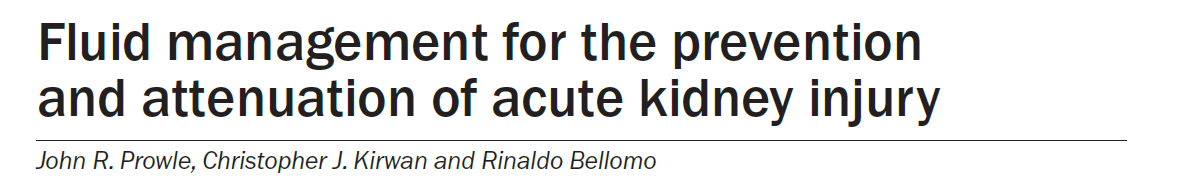 Fluid management for the prevention
and attenuation of acute kidney injury
John R. Prowle, Christopher J. Kirwan and Rinaldo Bellomo